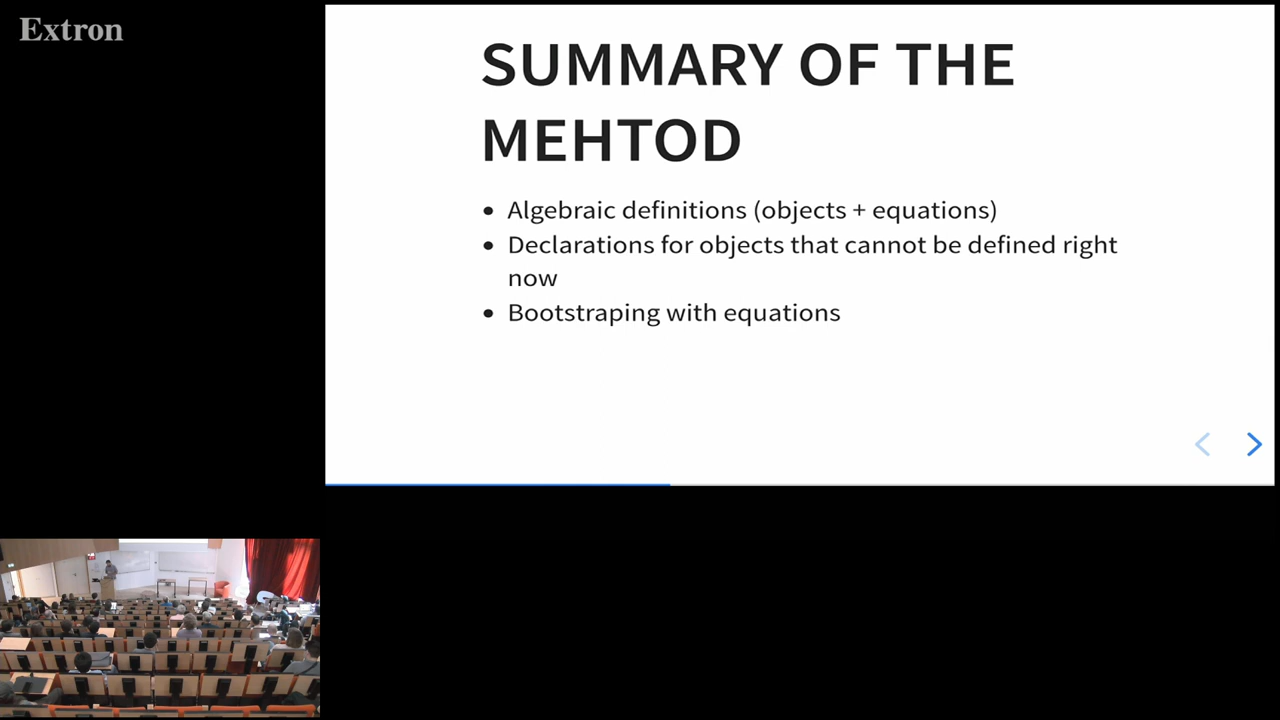 Extron
SUMMARY OF THE
MEHTOD
• Algebraic definitions (objects + equations)
• Declarations for objects that cannot be defined right
now
• Bootstraping with equations